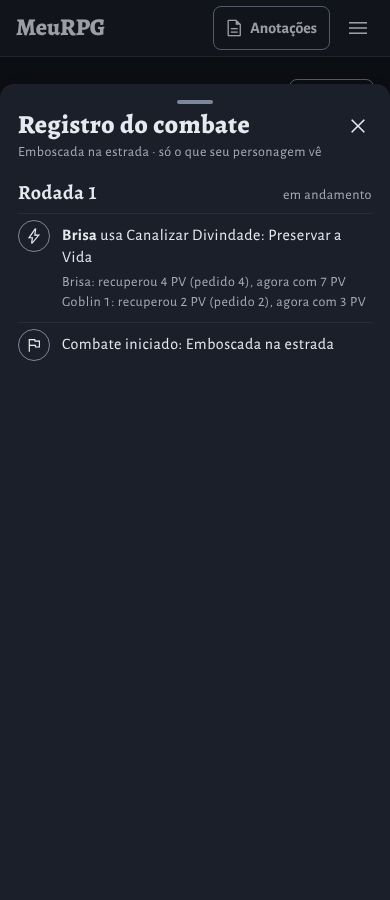 MeuRPG
Anotações
Registro do combate
Emboscada na estrada · só o que seu personagem vê
Rodada 1
em andamento
Brisa usa Canalizar Divindade: Preservar a
Vida
Brisa: recuperou 4 PV (pedido 4), agora com 7 PV
Goblin 1: recuperou 2 PV (pedido 2), agora com 3 PV
Combate iniciado: Emboscada na estrada